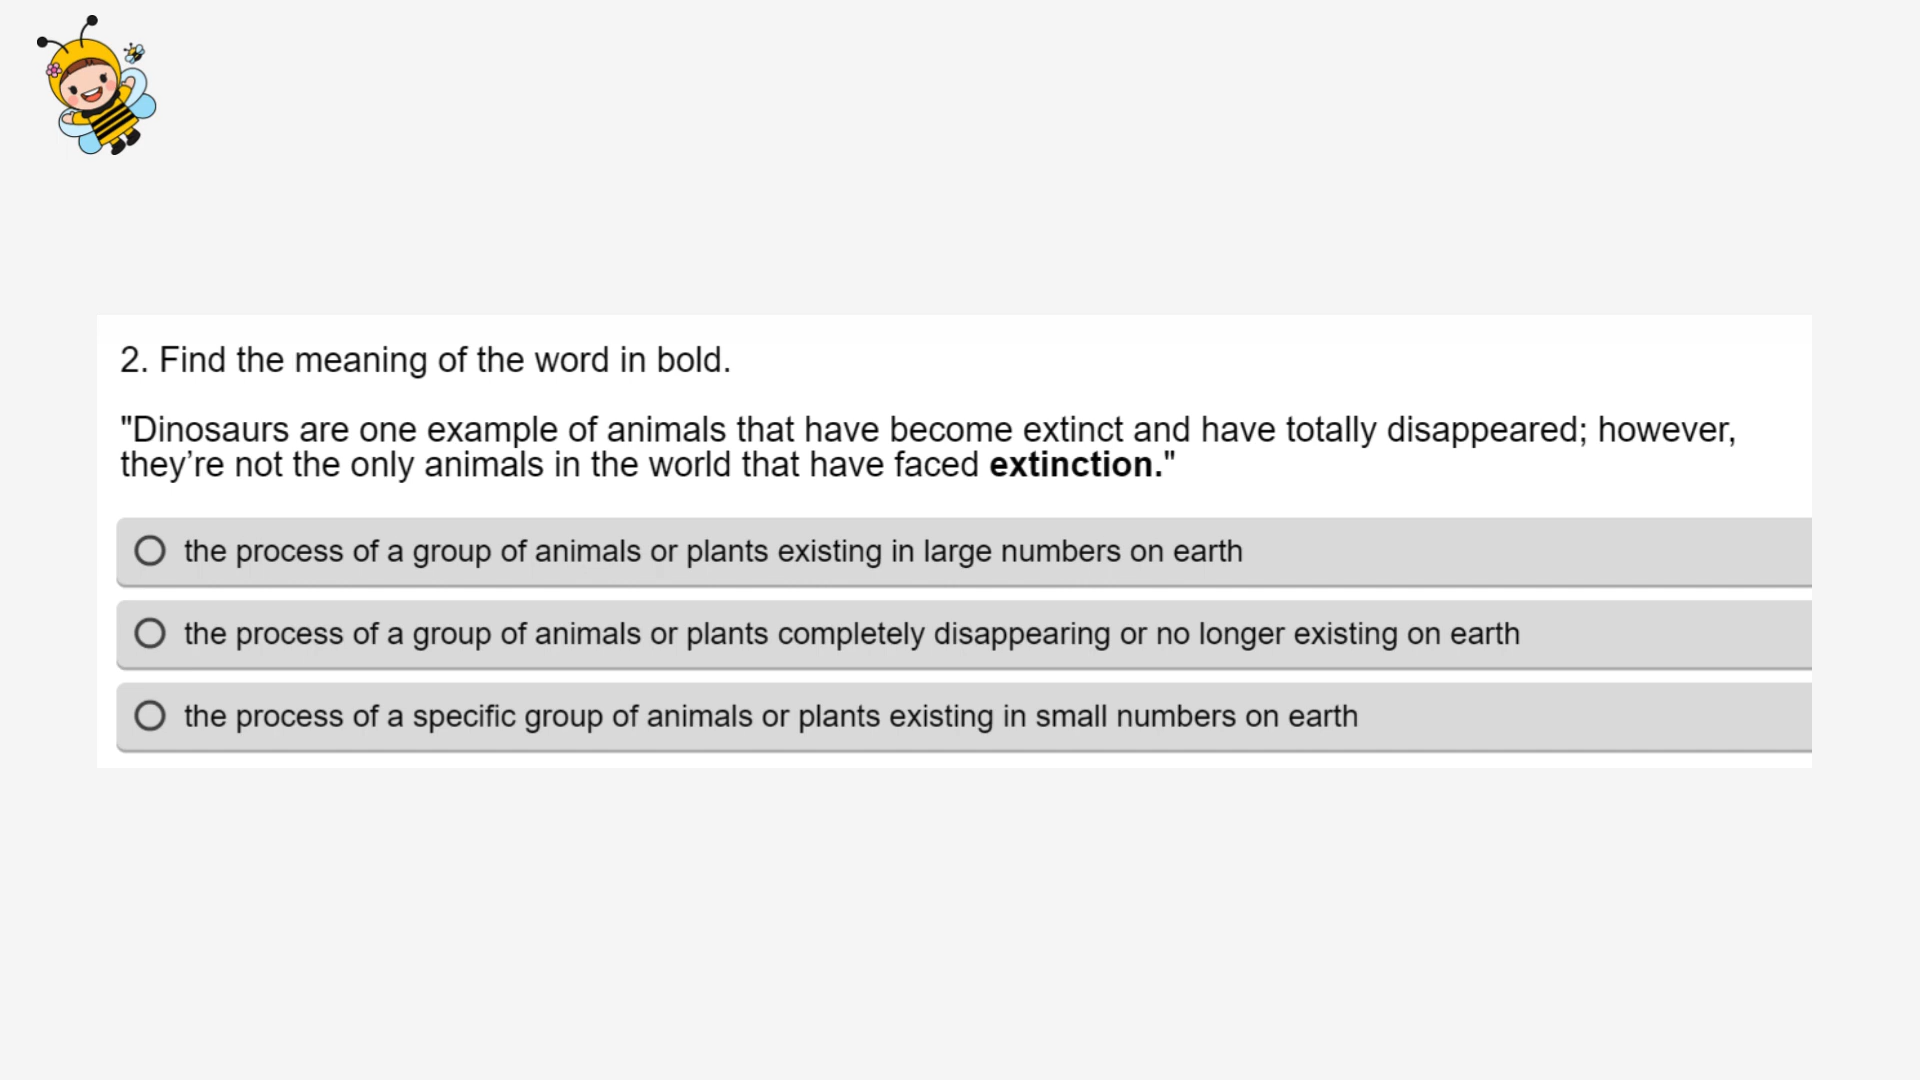 2. Find the meaning of the word in bold.
"Dinosaurs are one example of animals that have become extinct and have totally disappeared; however,
they’re not the only animals in the world that have faced extinction."
the process of a group of animals or plants existing in large numbers on earth
the process of a group of animals or plants completely disappearing or no longer existing on earth
the process of a specific group of animals or plants existing in small numbers on earth